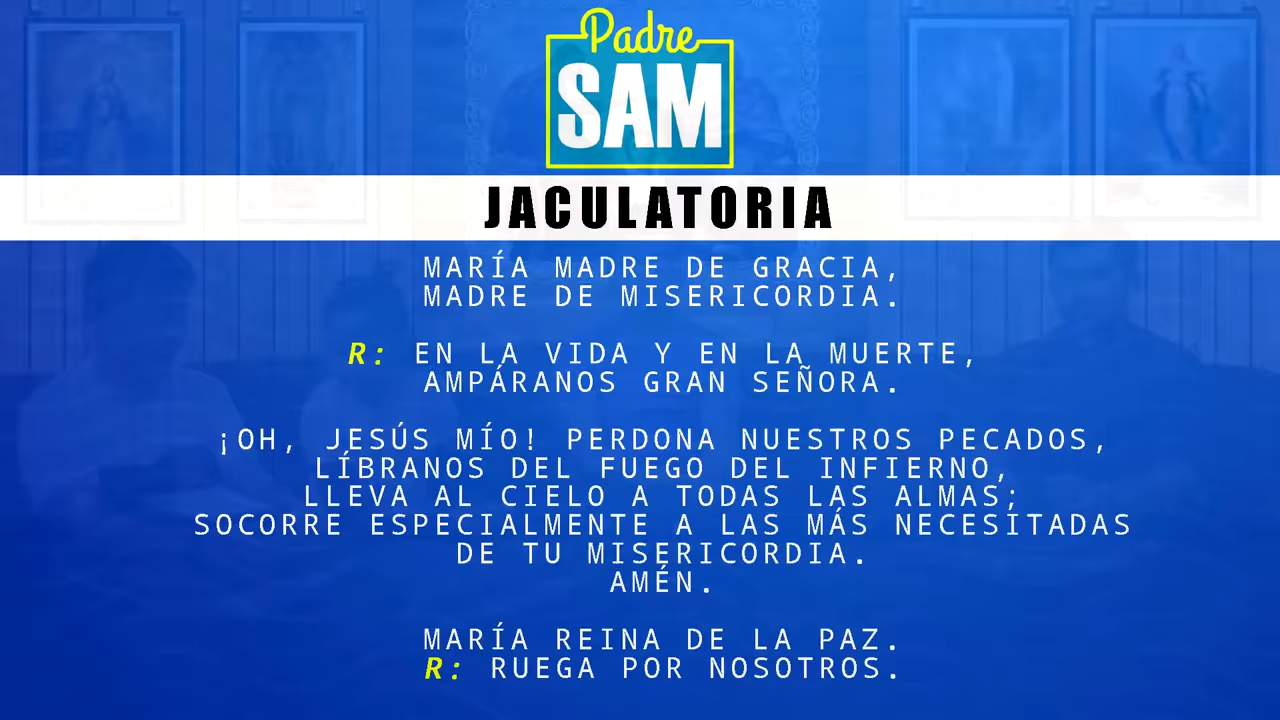 Padre
SAM
JACULATORIA
MARÍA MADRE DE GRACIA,
MADRE DE MISERICORDIA.
R: EN LA VIDA Y EN LA MUERTE,
AMPÁRANOS GRAN SEÑORA.
¡OH, JESÚS MÍO! PERDONA NUESTROS PECADOS,
LÍBRANOS DEL FUEGO DEL INFIERNO,
LLEVA AL CIELO A TODAS LAS ALMAS;
SOCORRE ESPECIALMENTE A LAS MÁS NECESITADAS
DE TU MISERICORDIA.
AMÉN.
MARÍA REINA DE LA PAZ.
R: RUEGA POR NOSOTROS.